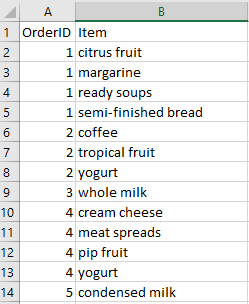 A B
1 OrderID Item
2 1 citrus fruit
3 1 margarine
4 1 ready soups
5 1 semi-finished bread
6 2 coffee
7 2 tropical fruit
8 2 yogurt
9 3 whole milk
10 4 cream cheese
11 4 meat spreads
12 4 pip fruit
13 4 yogurt
14 5 condensed milk